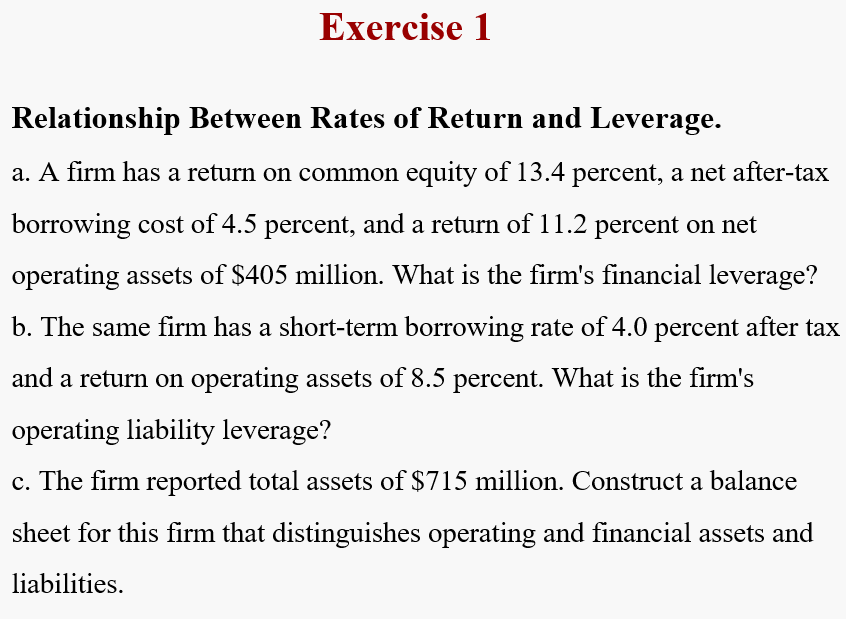 Exercise 1
Relationship Between Rates of Return and Leverage.
a. A firm has a return on common equity of 13.4 percent, a net after-tax
borrowing cost of 4.5 percent, and a return of 11.2 percent on net
operating assets of $405 million. What is the firm's financial leverage?
b. The same firm has a short-term borrowing rate of 4.0 percent after tax
and a return on operating assets of 8.5 percent. What is the firm's
operating liability leverage?
c. The firm reported total assets of $715 million. Construct a balance
sheet for this firm that distinguishes operating and financial assets and
liabilities.